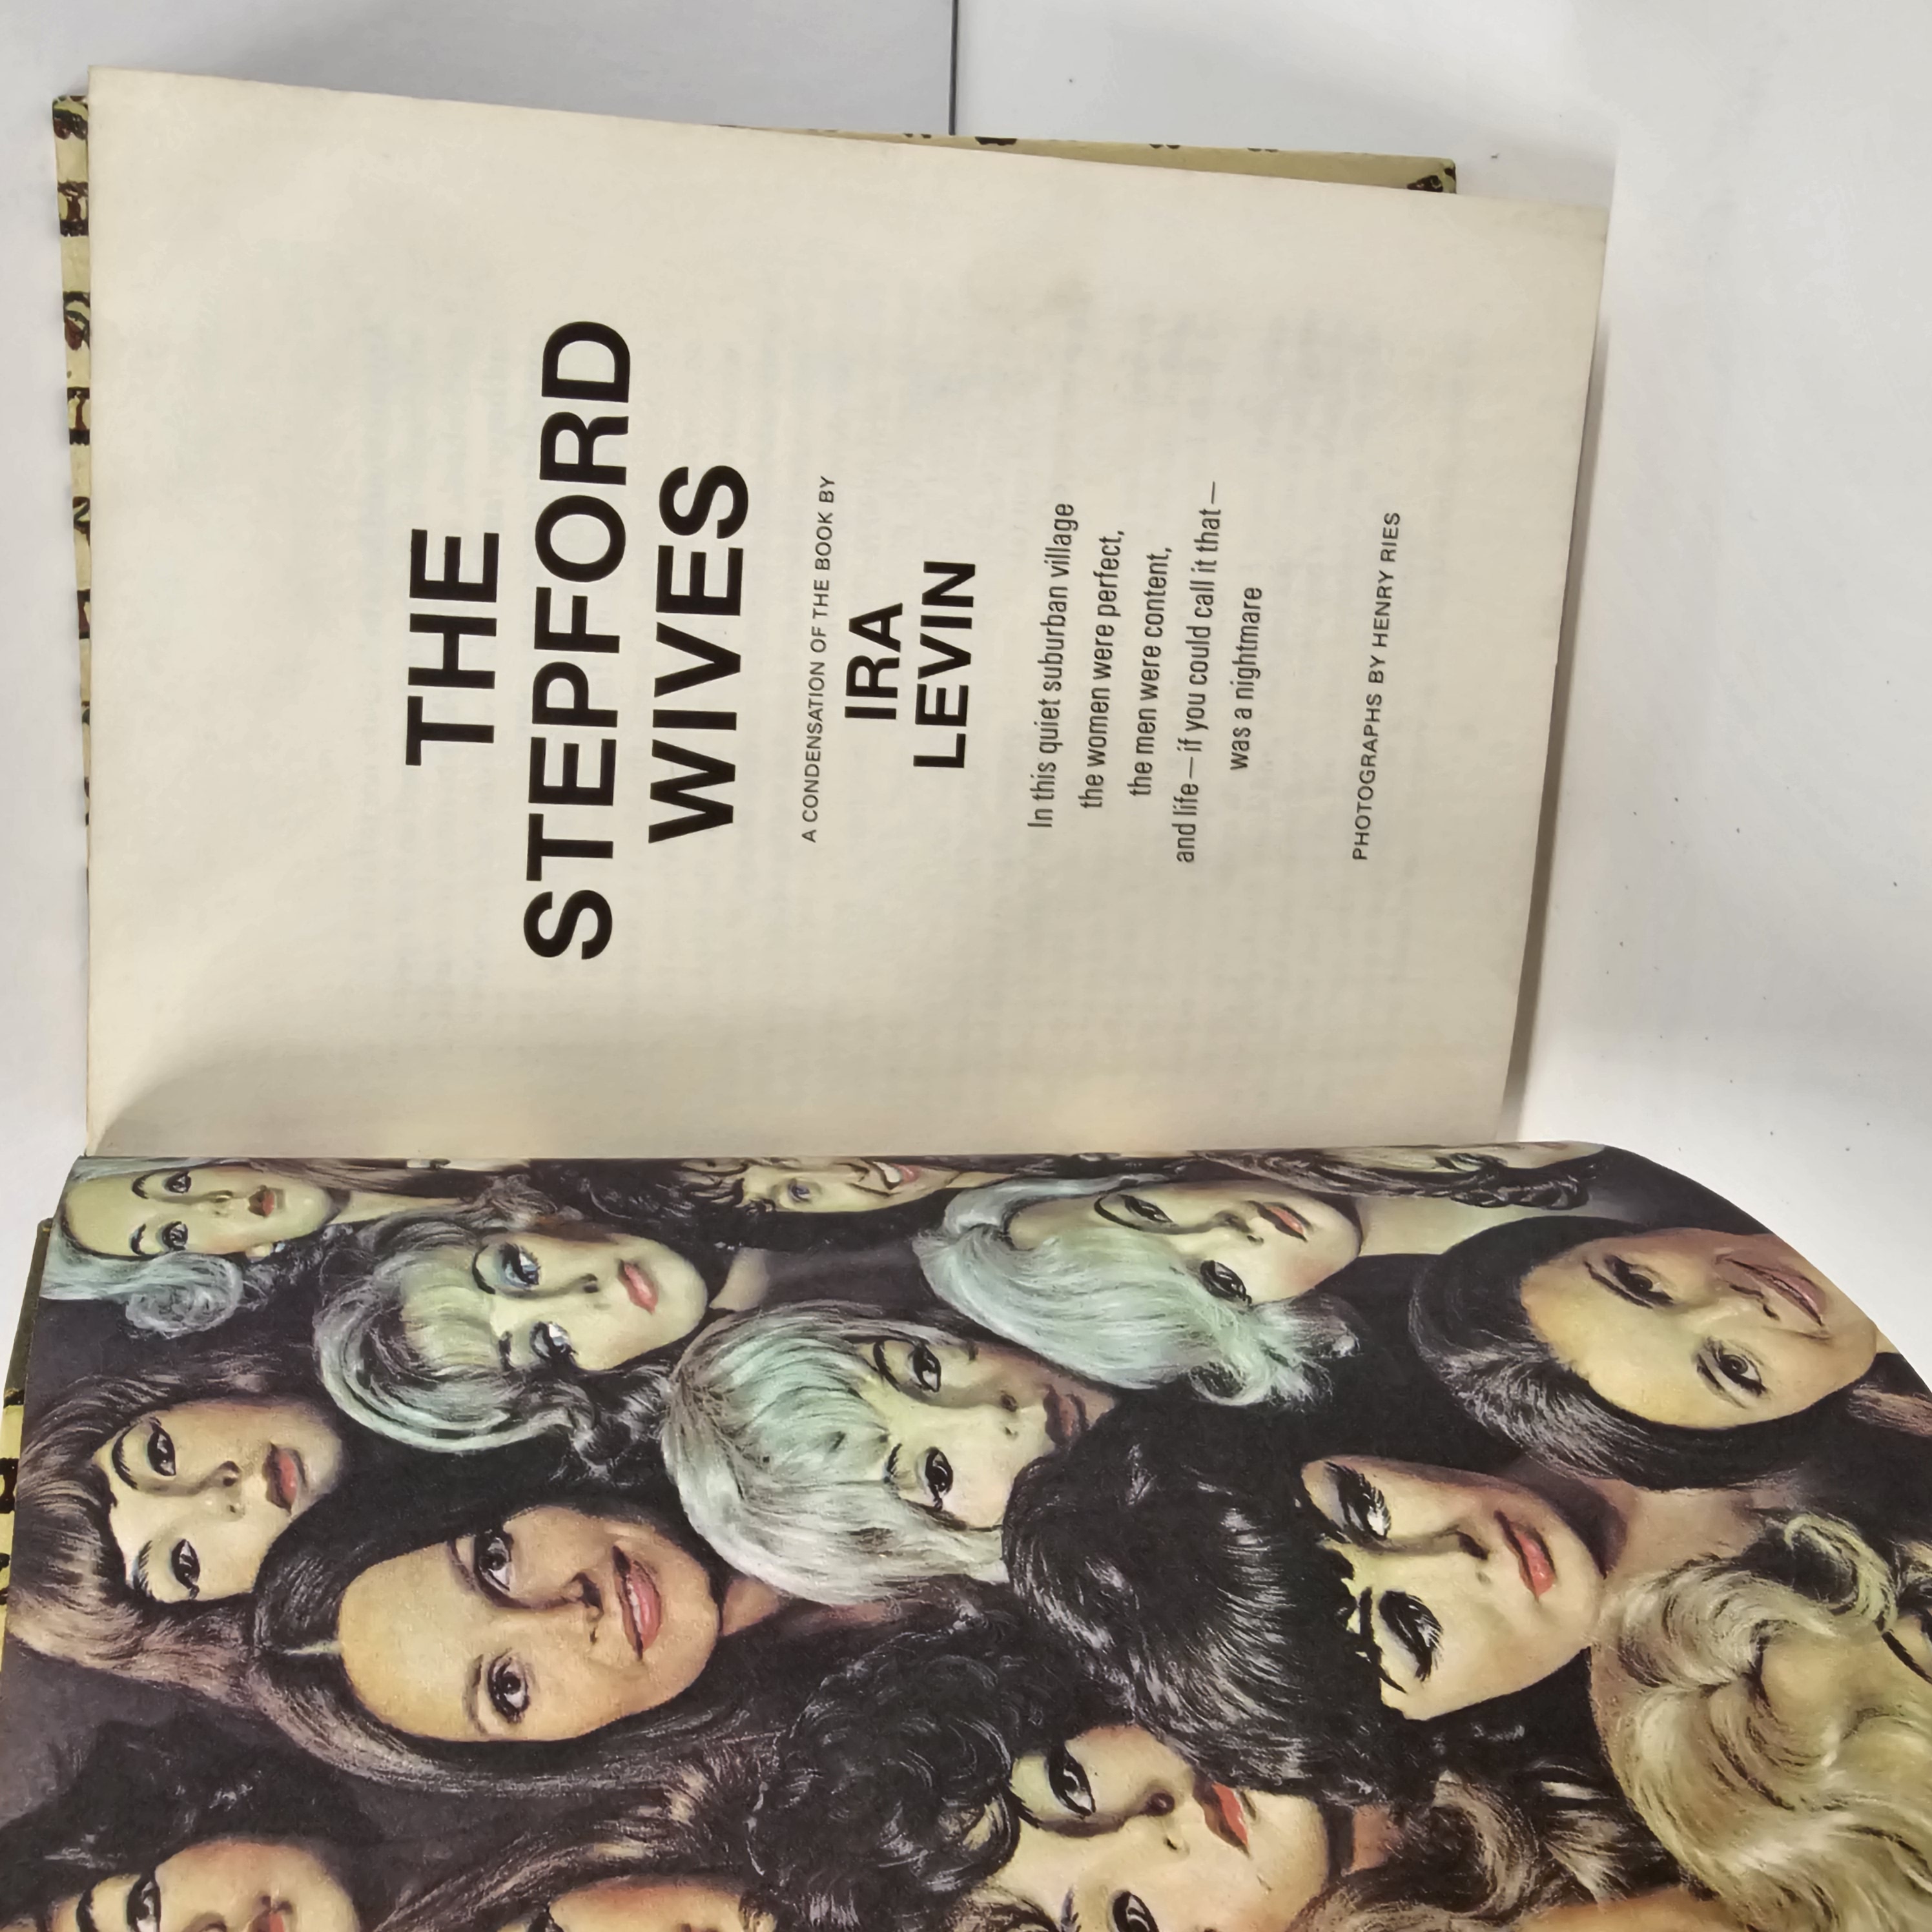 THE
STEPFORD
WIVES
A CONDENSATION OF THE BOOK BY
IRA
LEVIN
In this quiet suburban village
the women were perfect,
the men were content,
and life—if you could call it that—
was a nightmare
PHOTOGRAPHS BY HENRY RIES